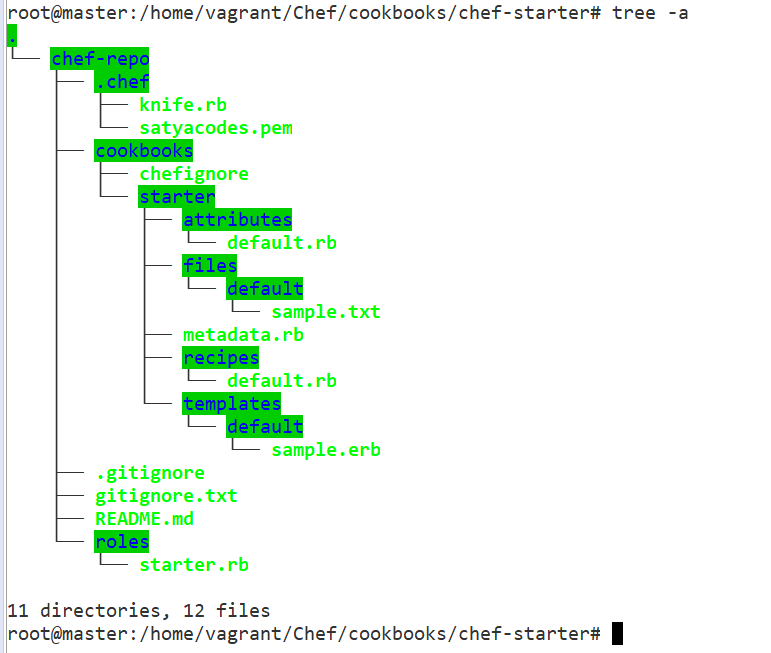 root@master:/home/vagrant/Chef/cookbooks/chef-starter# tree -a
.
└── chef-repo
    ├── .chef
    │   ├── knife.rb
    │   └── satyacodes.pem
    ├── cookbooks
    │   ├── chefignore
    │   └── starter
    │       ├── attributes
    │       │   └── default.rb
    │       ├── files
    │       │   └── default
    │       │       └── sample.txt
    │       ├── metadata.rb
    │       ├── recipes
    │       │   └── default.rb
    │       └── templates
    │           └── default
    │               └── sample.erb
    ├── .gitignore
    ├── gitignore.txt
    ├── README.md
    └── roles
        └── starter.rb

11 directories, 12 files
root@master:/home/vagrant/Chef/cookbooks/chef-starter#